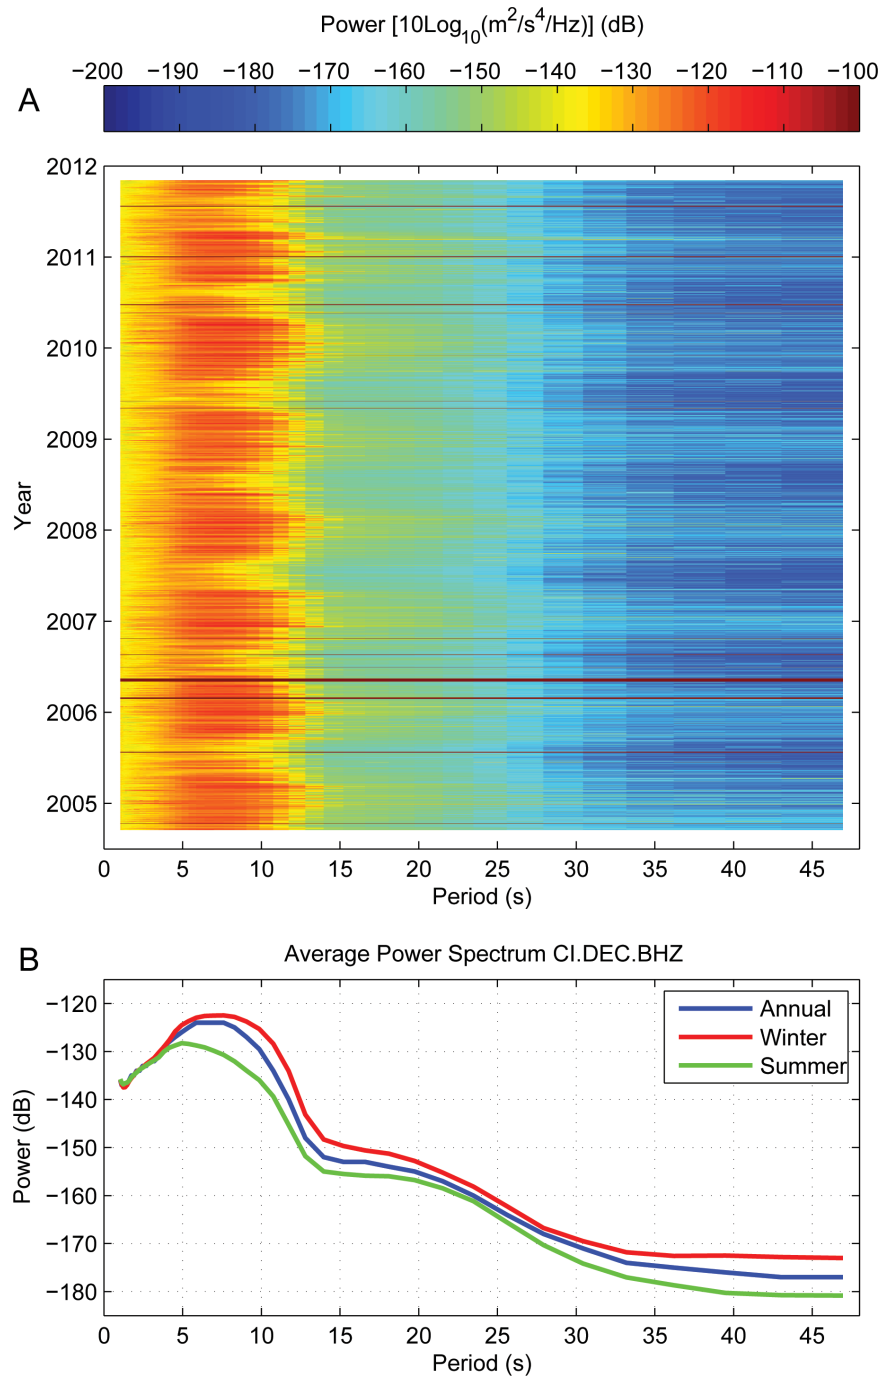 Power [10Log10(m2/s4/Hz)] (dB)
−200 −190 −180 −170 −160 −150 −140 −130 −120 −110 −100
A
2012
2011
2010
2009
2008
2007
2006
2005
Year
0 5 10 15 20 25 30 35 40 45
Period (s)
B
Average Power Spectrum CI.DEC.BHZ
−120
−130
−140
−150
−160
−170
−180
Power (dB)
Annual
Winter
Summer
0 5 10 15 20 25 30 35 40 45
Period (s)